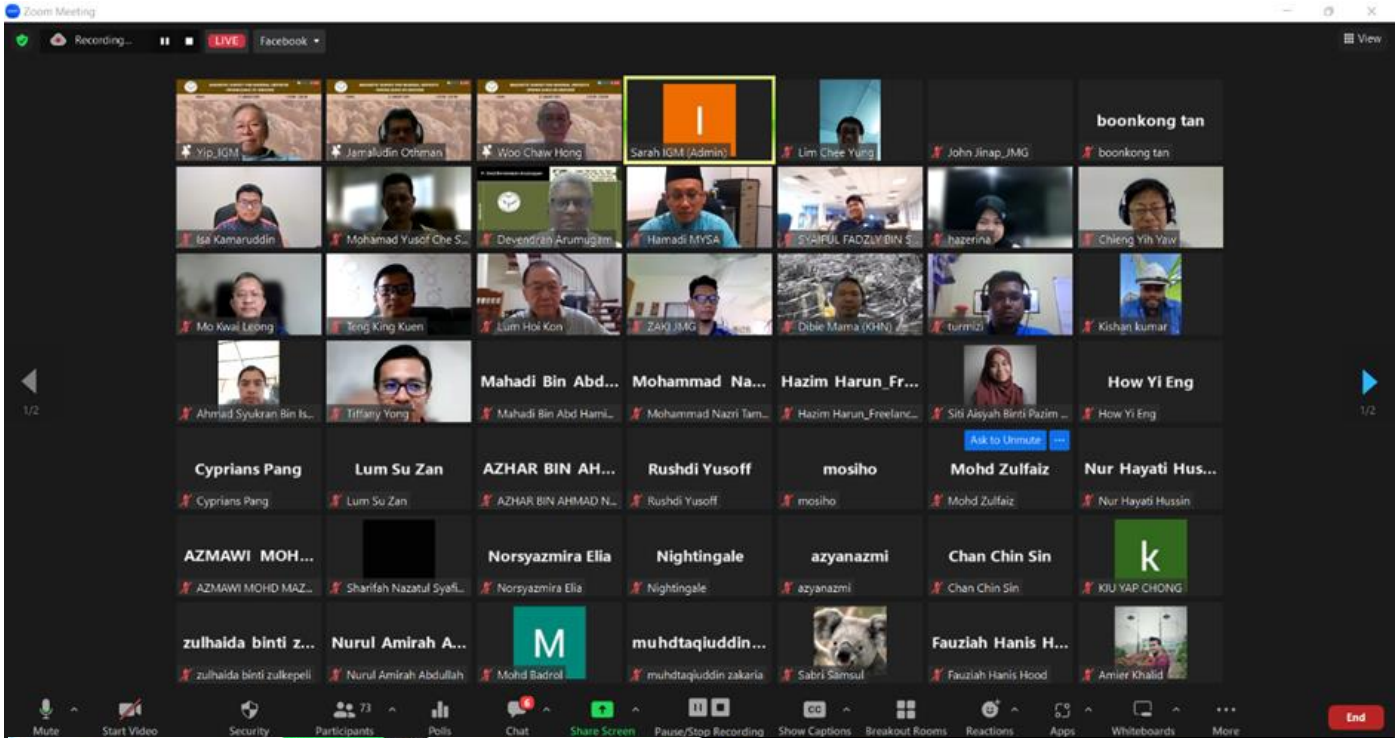 Zoom Meeting
Recording...
LIVE
Facebook
View
Yip_IGM
Jamaludin Othman
Woo Chaw Hong
I
Sarah IGM (Admin)
Lim Chee Yung
John Jinap_JMG
boonkong tan
boonkong tan
Isa Kamaruddin
Mohamad Yusof Che S...
Devendran Arumugam
Hamadi MYSA
SYAIFUL FADZLY BIN S...
hazerina
Chieng Yih Yaw
Mo Kwai Leong
Teng King Kuen
Lum Hoi Kon
ZAKI JMG
Dibie Mama (KHN)
turmizi
Kishan kumar
1/2
Ahmad Syukran Bin Is...
Tiffany Yong
Mahadi Bin Abd...
Mahadi Bin Abd Hami...
Mohammad Na...
Mohammad Nazri Tam...
Hazim Harun_Fr...
Hazim Harun_Freelanc...
Siti Aisyah Binti Pazim ...
How Yi Eng
How Yi Eng
1/2
Cyprians Pang
Cyprians Pang
Lum Su Zan
Lum Su Zan
AZHAR BIN AH...
AZHAR BIN AHMAD N...
Rushdi Yusoff
Rushdi Yusoff
mosiho
mosiho
Ask to Unmute
...
Mohd Zulfaiz
Mohd Zulfaiz
Nur Hayati Hus...
Nur Hayati Hussin
AZMAWI MOH...
AZMAWI MOHD MAZ...
Sharifah Nazatul Syafi...
Norsyazmira Elia
Norsyazmira Elia
Nightingale
Nightingale
azyanazmi
azyanazmi
Chan Chin Sin
Chan Chin Sin
k
KIU YAP CHONG
zulhaida binti z...
zulhaida binti zulkepeli
Nurul Amirah A...
Nurul Amirah Abdullah
M
Mohd Badrol
muhdtaqiuddin...
muhdtaqiuddin zakaria
Sabri Samsul
Fauziah Hanis H...
Fauziah Hanis Hood
Amier Khalid
Mute
Start Video
Security
73
Participants
Polls
6
Chat
Share Screen
Pause/Stop Recording
CC
Show Captions
Breakout Rooms
Reactions
Apps
Whiteboards
More
End